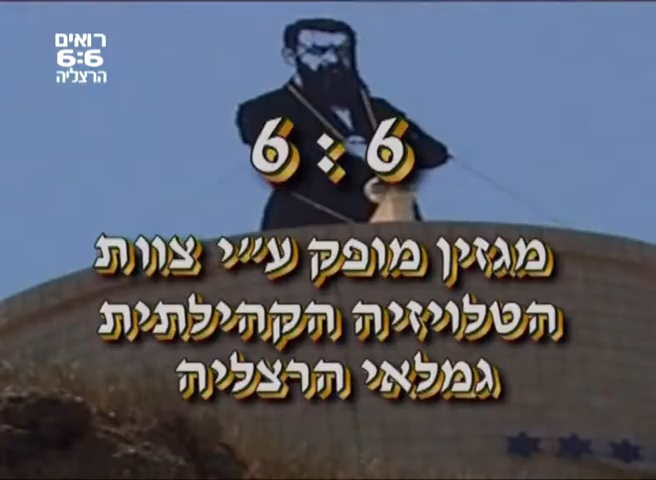 רואים
6:6
הרצליה
6:6
מגזין מופק ע"י צוות
הטלויזיה הקהילתית
גמלאי הרצליה